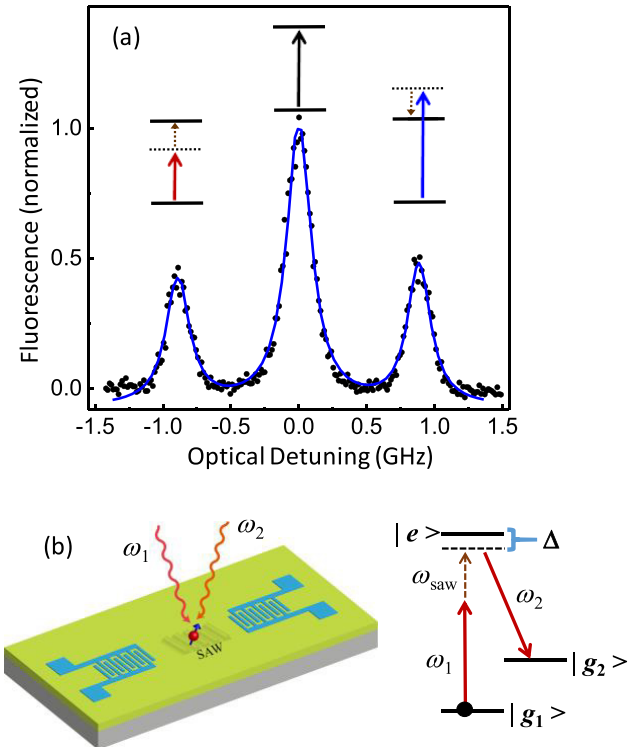 (a)
Fluorescence (normalized)
1.0
0.5
0.0
-1.5 -1.0 -0.5 0.0 0.5 1.0 1.5
Optical Detuning (GHz)
(b)
ω1
ω2
SAW
| e >
Δ
ωsaw
ω2
ω1
| g2 >
| g1 >